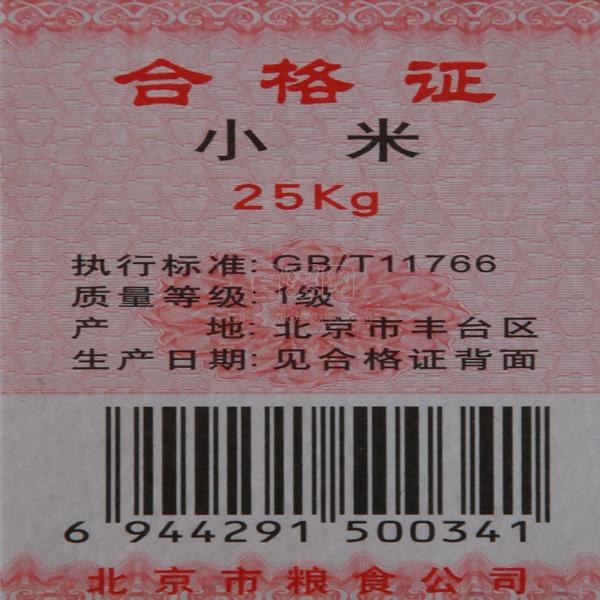 合格证
小米
25Kg
执行标准: GB/T11766
质量等级: 1级
产 地: 北京市丰台区
生产日期: 见合格证背面
6 944291 500341
北京市粮食公司